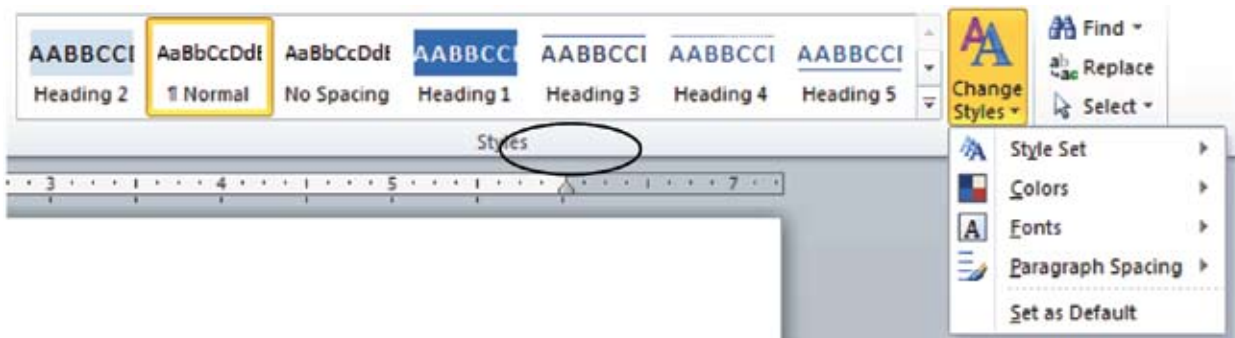 AABBCCI AaBbCcDdE AaBbCcDdE AABBCCI AABBCCI AABBCCI AABBCCI
Heading 2 ¶ Normal No Spacing Heading 1 Heading 3 Heading 4 Heading 5
Change Styles
Find
Replace
Select
Styles
Style Set
Colors
Fonts
Paragraph Spacing
Set as Default
3 4 5 7